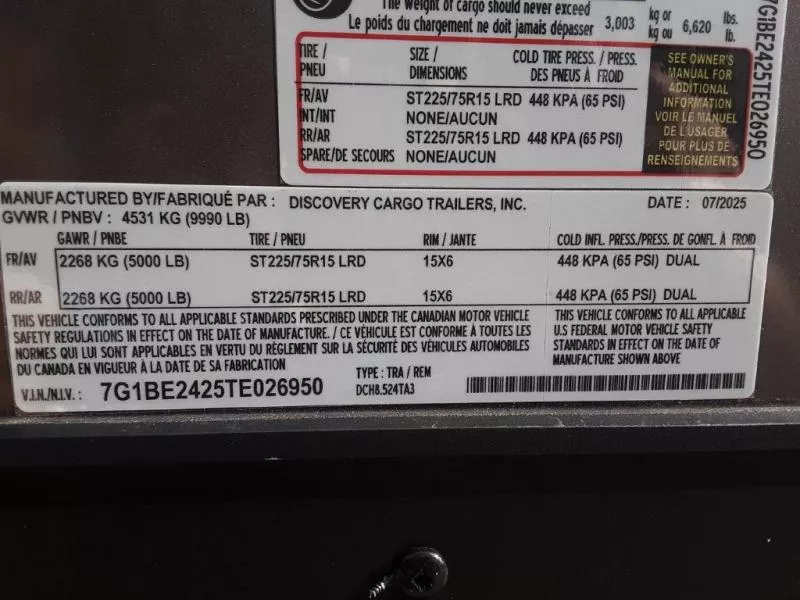 The weight of cargo should never exceed
Le poids du chargement ne doit jamais dépasser 3,003 kg or kg ou 6,620 lbs. lb.
TIRE / PNEU SIZE / DIMENSIONS COLD TIRE PRESS. / PRESS. DES PNEUS À FROID
FR/AV ST225/75R15 LRD 448 KPA (65 PSI)
INT/INT NONE/AUCUN
RR/AR ST225/75R15 LRD 448 KPA (65 PSI)
SPARE/DE SECOURS NONE/AUCUN
SEE OWNER'S
MANUAL FOR
ADDITIONAL
INFORMATION
VOIR LE MANUEL
DE L'USAGER
POUR PLUS DE
RENSEIGNEMENTS
7G1BE2425TE026950
MANUFACTURED BY/FABRIQUÉ PAR : DISCOVERY CARGO TRAILERS, INC. DATE : 07/2025
GVWR / PNBV : 4531 KG (9990 LB)
GAWR / PNBE TIRE / PNEU RIM / JANTE COLD INFL. PRESS./PRESS. DE GONFL. À FROID
FR/AV 2268 KG (5000 LB) ST225/75R15 LRD 15X6 448 KPA (65 PSI) DUAL
RR/AR 2268 KG (5000 LB) ST225/75R15 LRD 15X6 448 KPA (65 PSI) DUAL
THIS VEHICLE CONFORMS TO ALL APPLICABLE STANDARDS PRESCRIBED UNDER THE CANADIAN MOTOR VEHICLE
SAFETY REGULATIONS IN EFFECT ON THE DATE OF MANUFACTURE. / CE VÉHICULE EST CONFORME À TOUTES LES
NORMES QUI LUI SONT APPLICABLES EN VERTU DU RÈGLEMENT SUR LA SÉCURITÉ DES VÉHICULES AUTOMOBILES
DU CANADA EN VIGUEUR À LA DATE DE SA FABRICATION
THIS VEHICLE CONFORMS TO ALL APPLICABLE
U.S FEDERAL MOTOR VEHICLE SAFETY
STANDARDS IN EFFECT ON THE DATE OF
MANUFACTURE SHOWN ABOVE
V.I.N./N.I.V.: 7G1BE2425TE026950 TYPE : TRA / REM
DCH8.524TA3